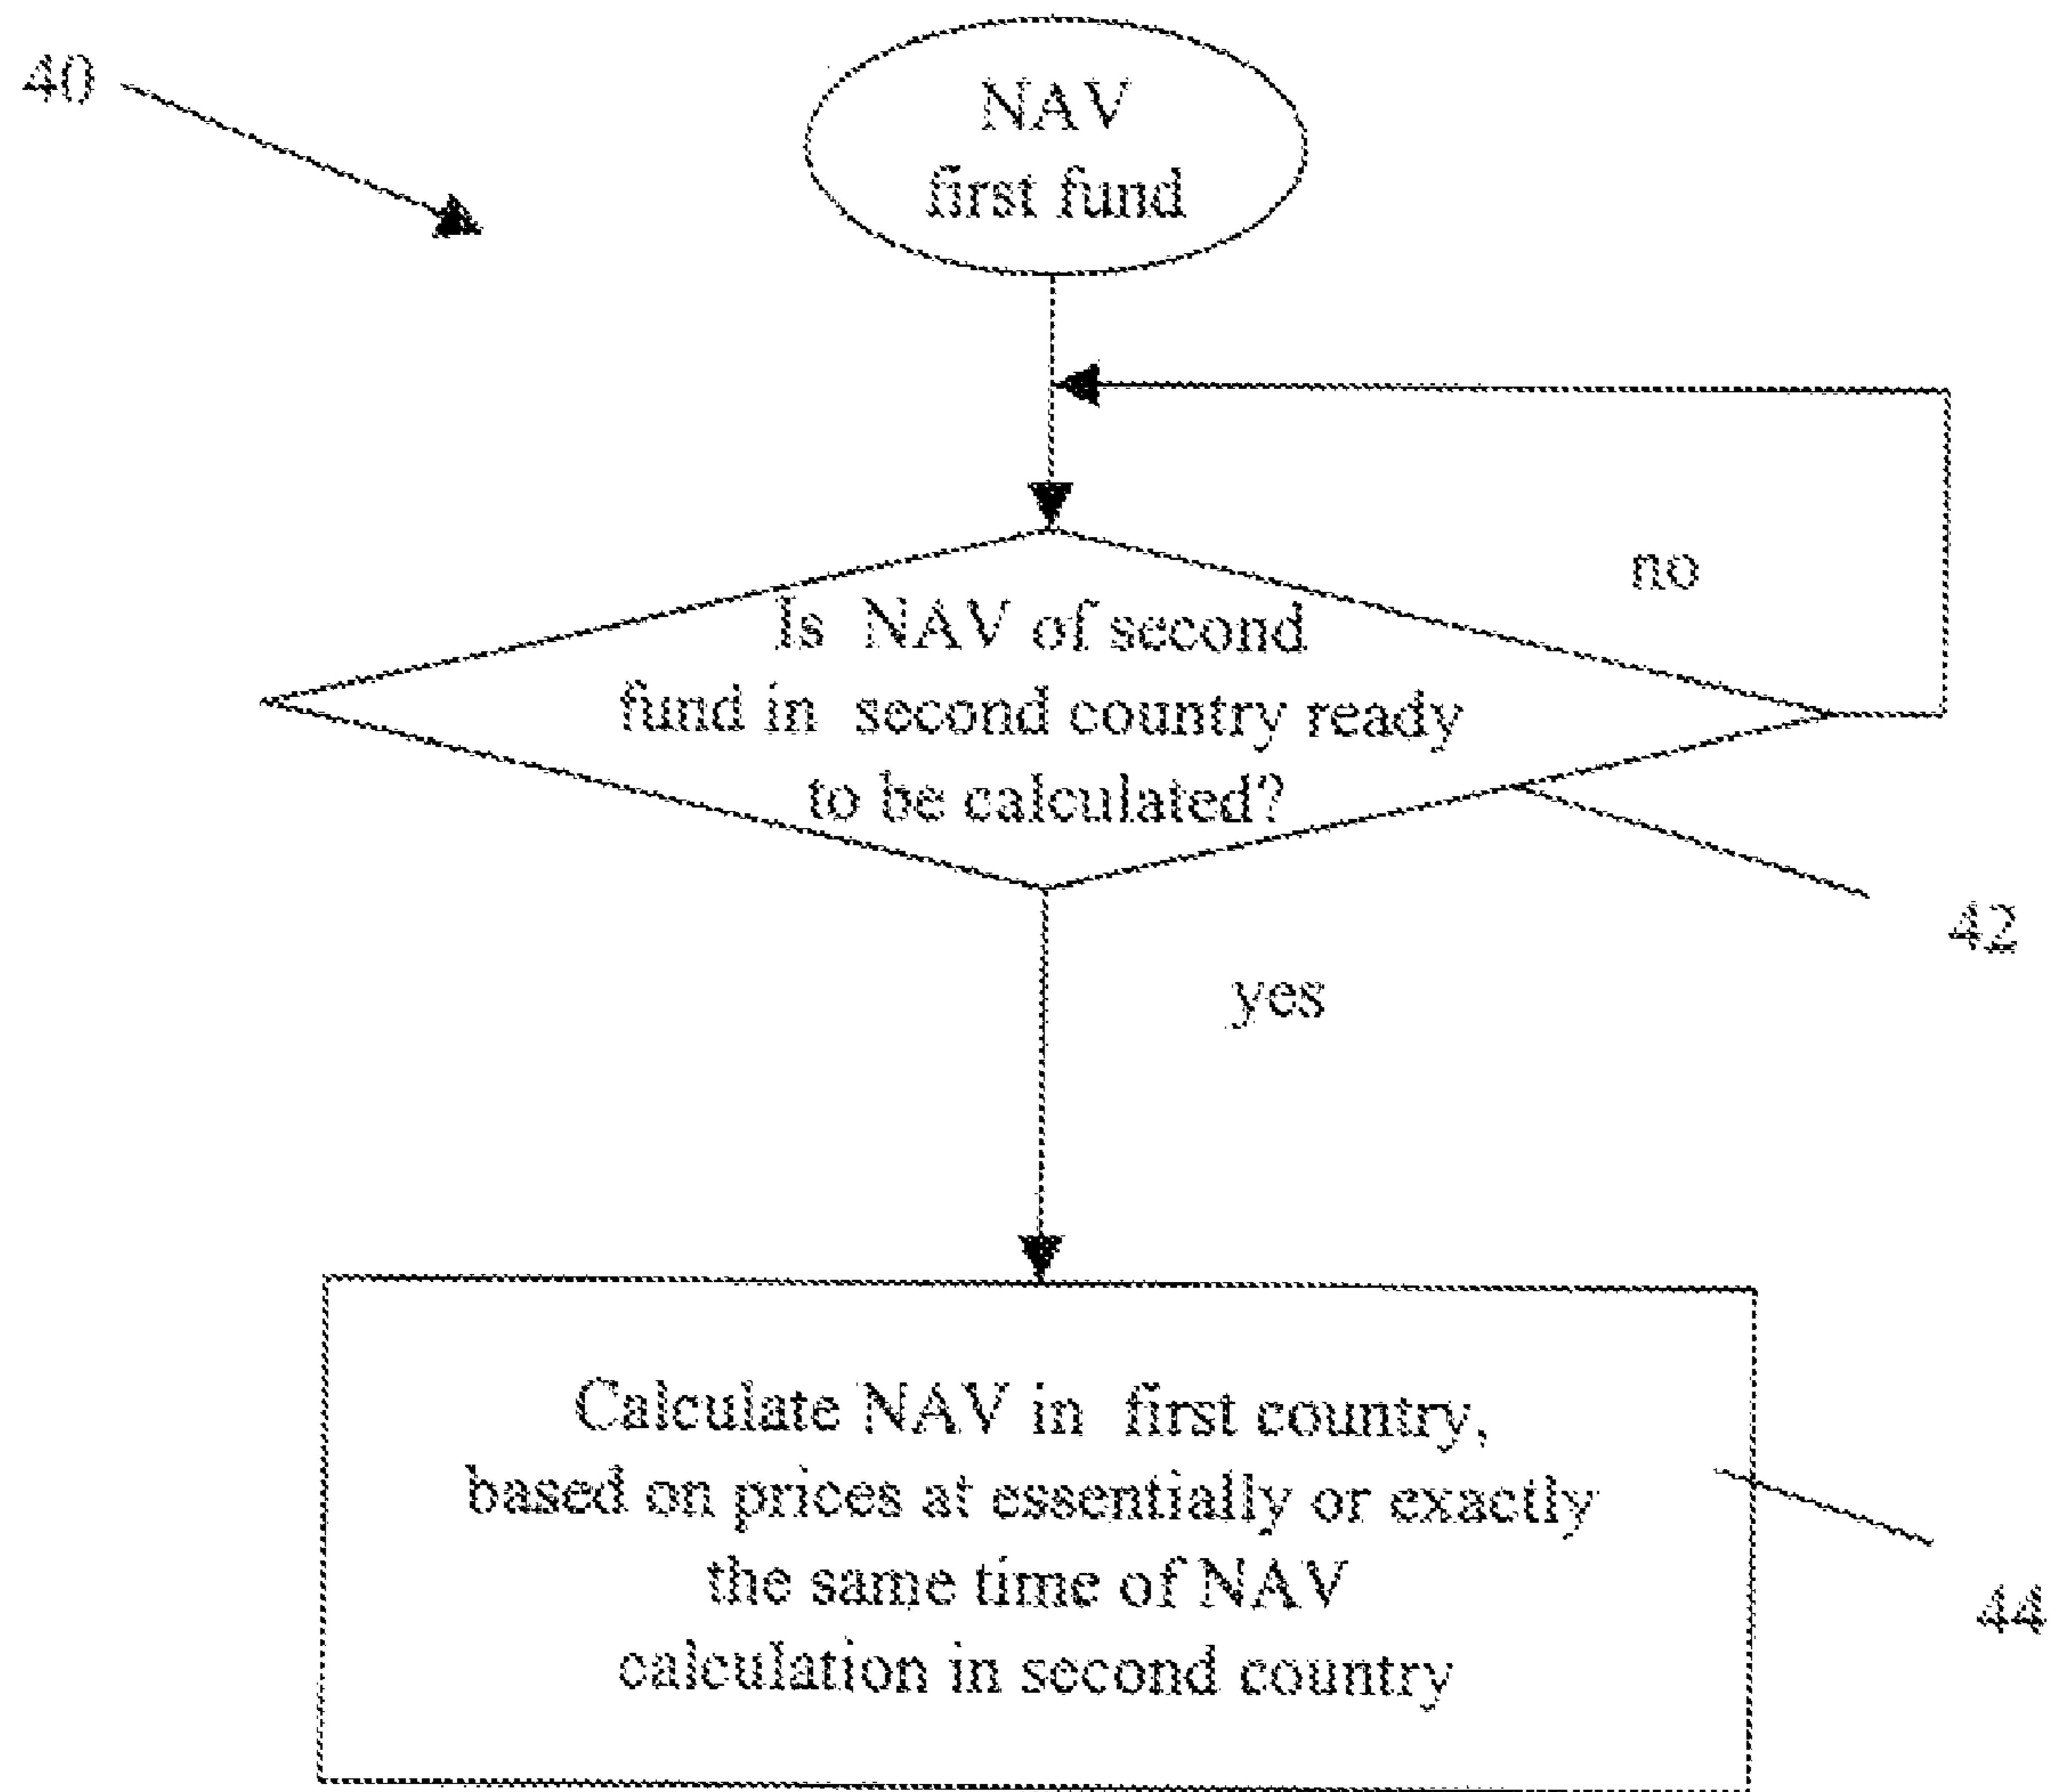 40
NAV
first fund
no
Is NAV of second
fund in second country ready
to be calculated?
42
yes
Calculate NAV in first country,
based on prices at essentially or exactly
the same time of NAV
calculation in second country
44